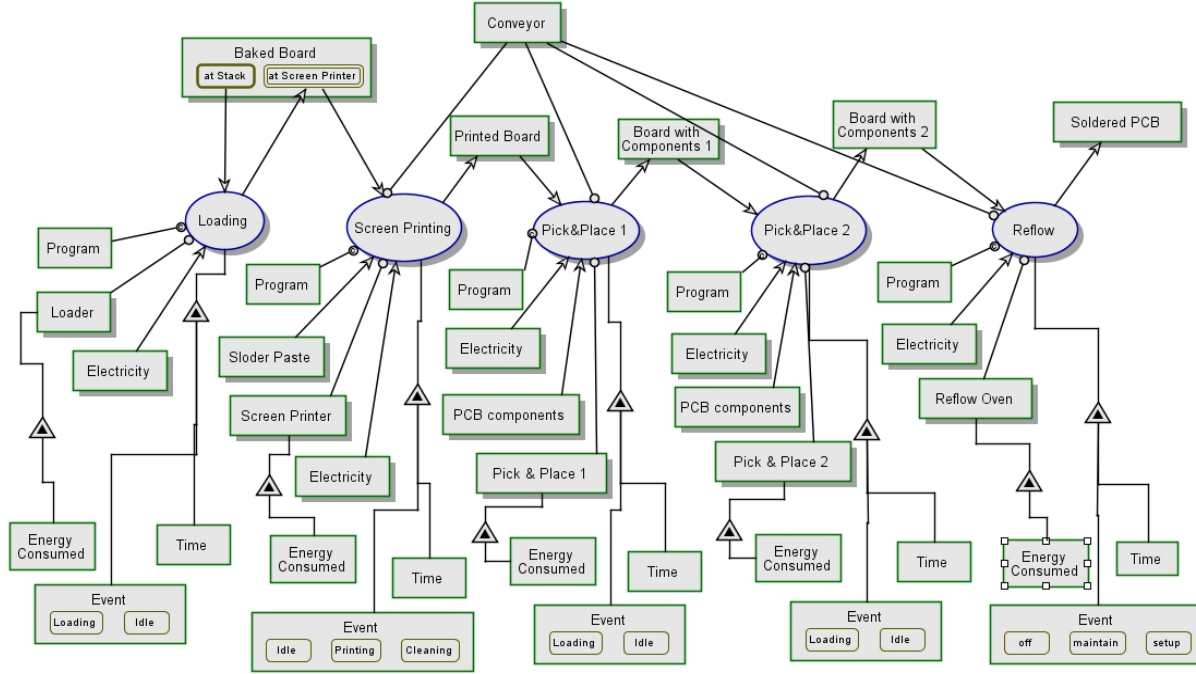 Conveyor
Baked Board
at Stack
at Screen Printer
Printed Board
Board with
Components 1
Board with
Components 2
Soldered PCB
Loading
Screen Printing
Pick&Place 1
Pick&Place 2
Reflow
Program
Program
Program
Program
Program
Loader
Electricity
Sloder Paste
Electricity
Electricity
Electricity
Screen Printer
PCB components
PCB components
Reflow Oven
Electricity
Pick & Place 1
Pick & Place 2
Energy
Consumed
Time
Energy
Consumed
Time
Energy
Consumed
Time
Energy
Consumed
Time
Energy
Consumed
Time
Event
Loading
Idle
Event
Idle
Printing
Cleaning
Event
Loading
Idle
Event
Loading
Idle
Event
off
maintain
setup